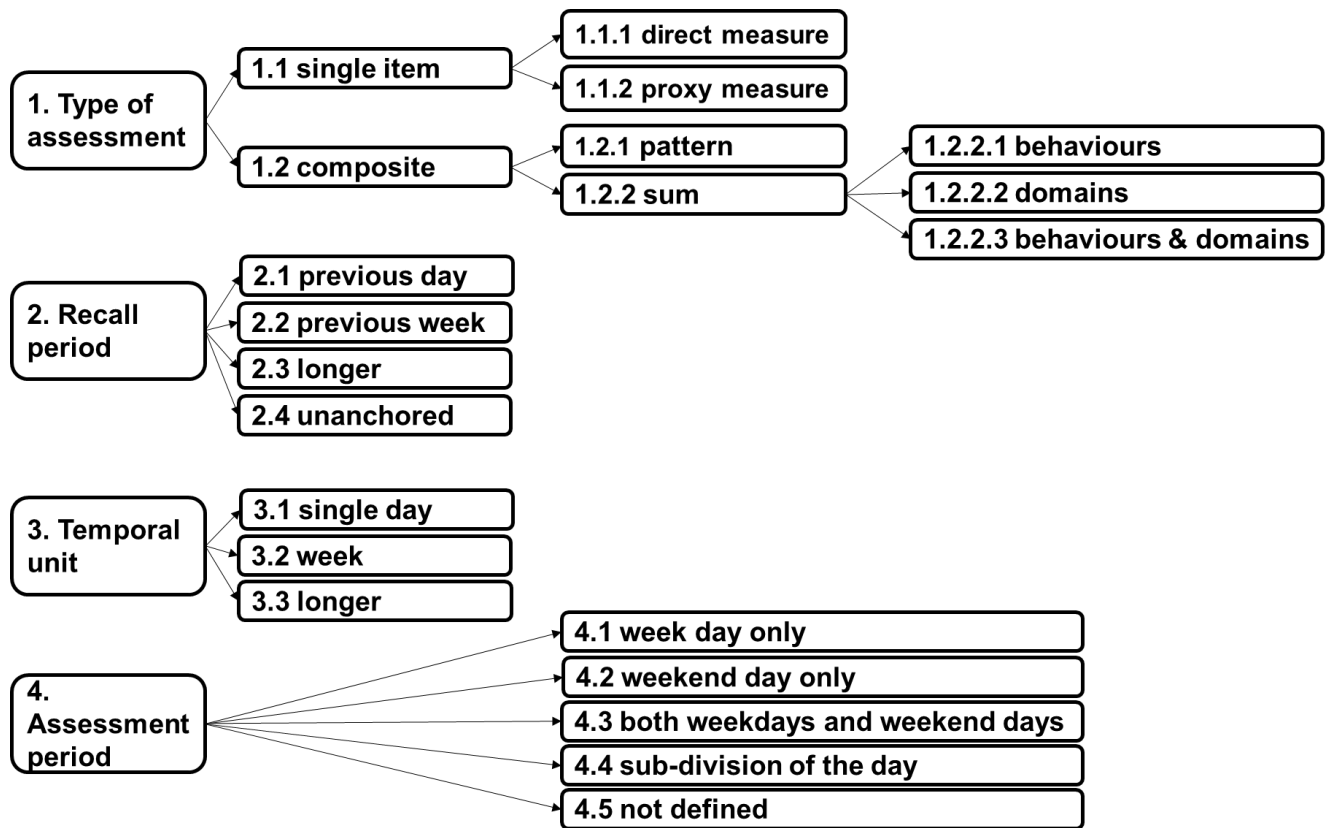 1. Type of
assessment
1.1 single item
1.1.1 direct measure
1.1.2 proxy measure
1.2 composite
1.2.1 pattern
1.2.2 sum
1.2.2.1 behaviours
1.2.2.2 domains
1.2.2.3 behaviours & domains
2. Recall
period
2.1 previous day
2.2 previous week
2.3 longer
2.4 unanchored
3. Temporal
unit
3.1 single day
3.2 week
3.3 longer
4.
Assessment
period
4.1 week day only
4.2 weekend day only
4.3 both weekdays and weekend days
4.4 sub-division of the day
4.5 not defined